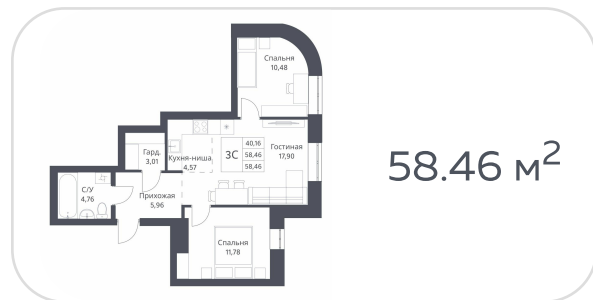 Спальня
10,48
Гард.
3,01
Кухня-ниша
4,57
3С
40,16
58,46
58,46
Гостиная
17,90
С/У
4,76
Прихожая
5,96
Спальня
11,78
58.46 м²